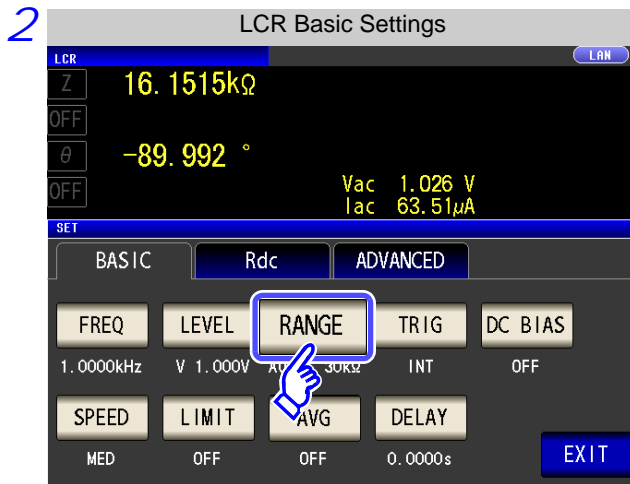 2
LCR Basic Settings
LCR LAN
Z 16.1515kΩ
OFF
θ -89.992 °
OFF Vac 1.026 V
Iac 63.51μA
SET
BASIC Rdc ADVANCED
FREQ LEVEL RANGE TRIG DC BIAS
1.0000kHz V 1.000V 30kΩ INT OFF
SPEED LIMIT AVG DELAY
MED OFF OFF 0.0000s
EXIT